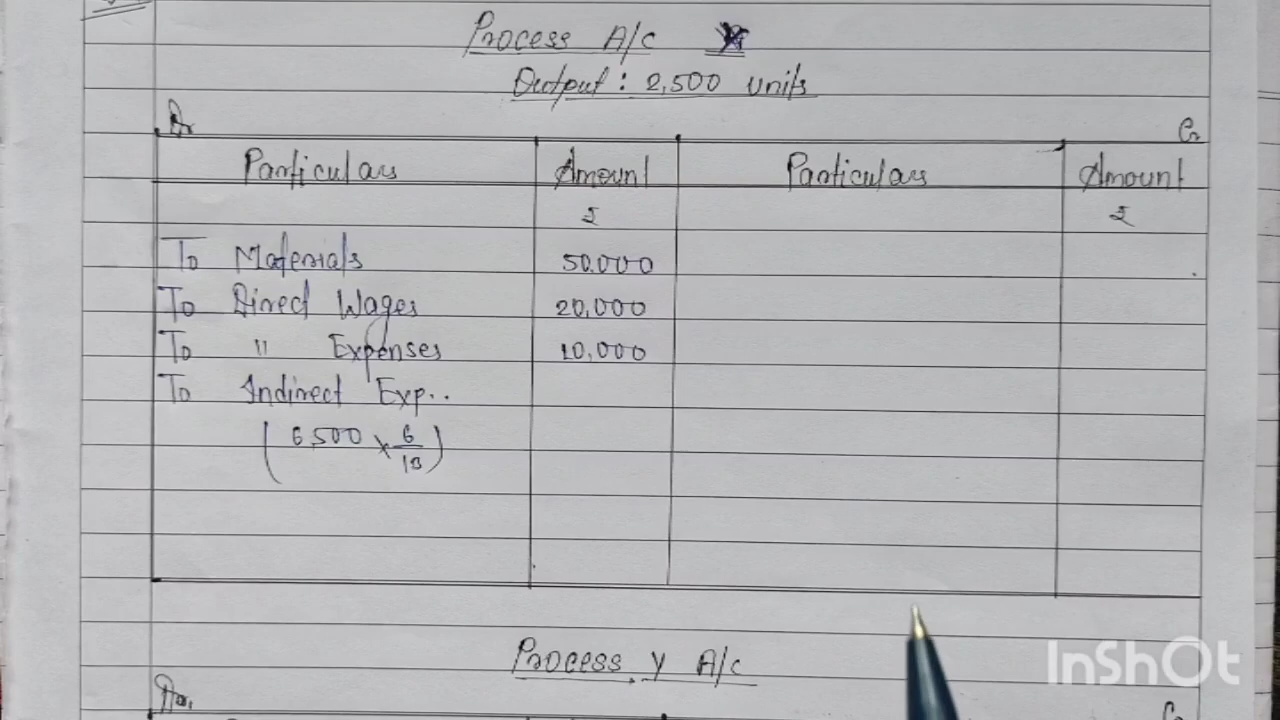 Process A/C X
Output : 2,500 units
Dr Cr
Particulars Amount Particulars Amount
₹ ₹
To Materials 50,000
To Direct Wages 20,000
To " Expenses 10,000
To Indirect Exp..
(6,500 × 6/13)
Process Y A/C
Dr. Cr
InShOt